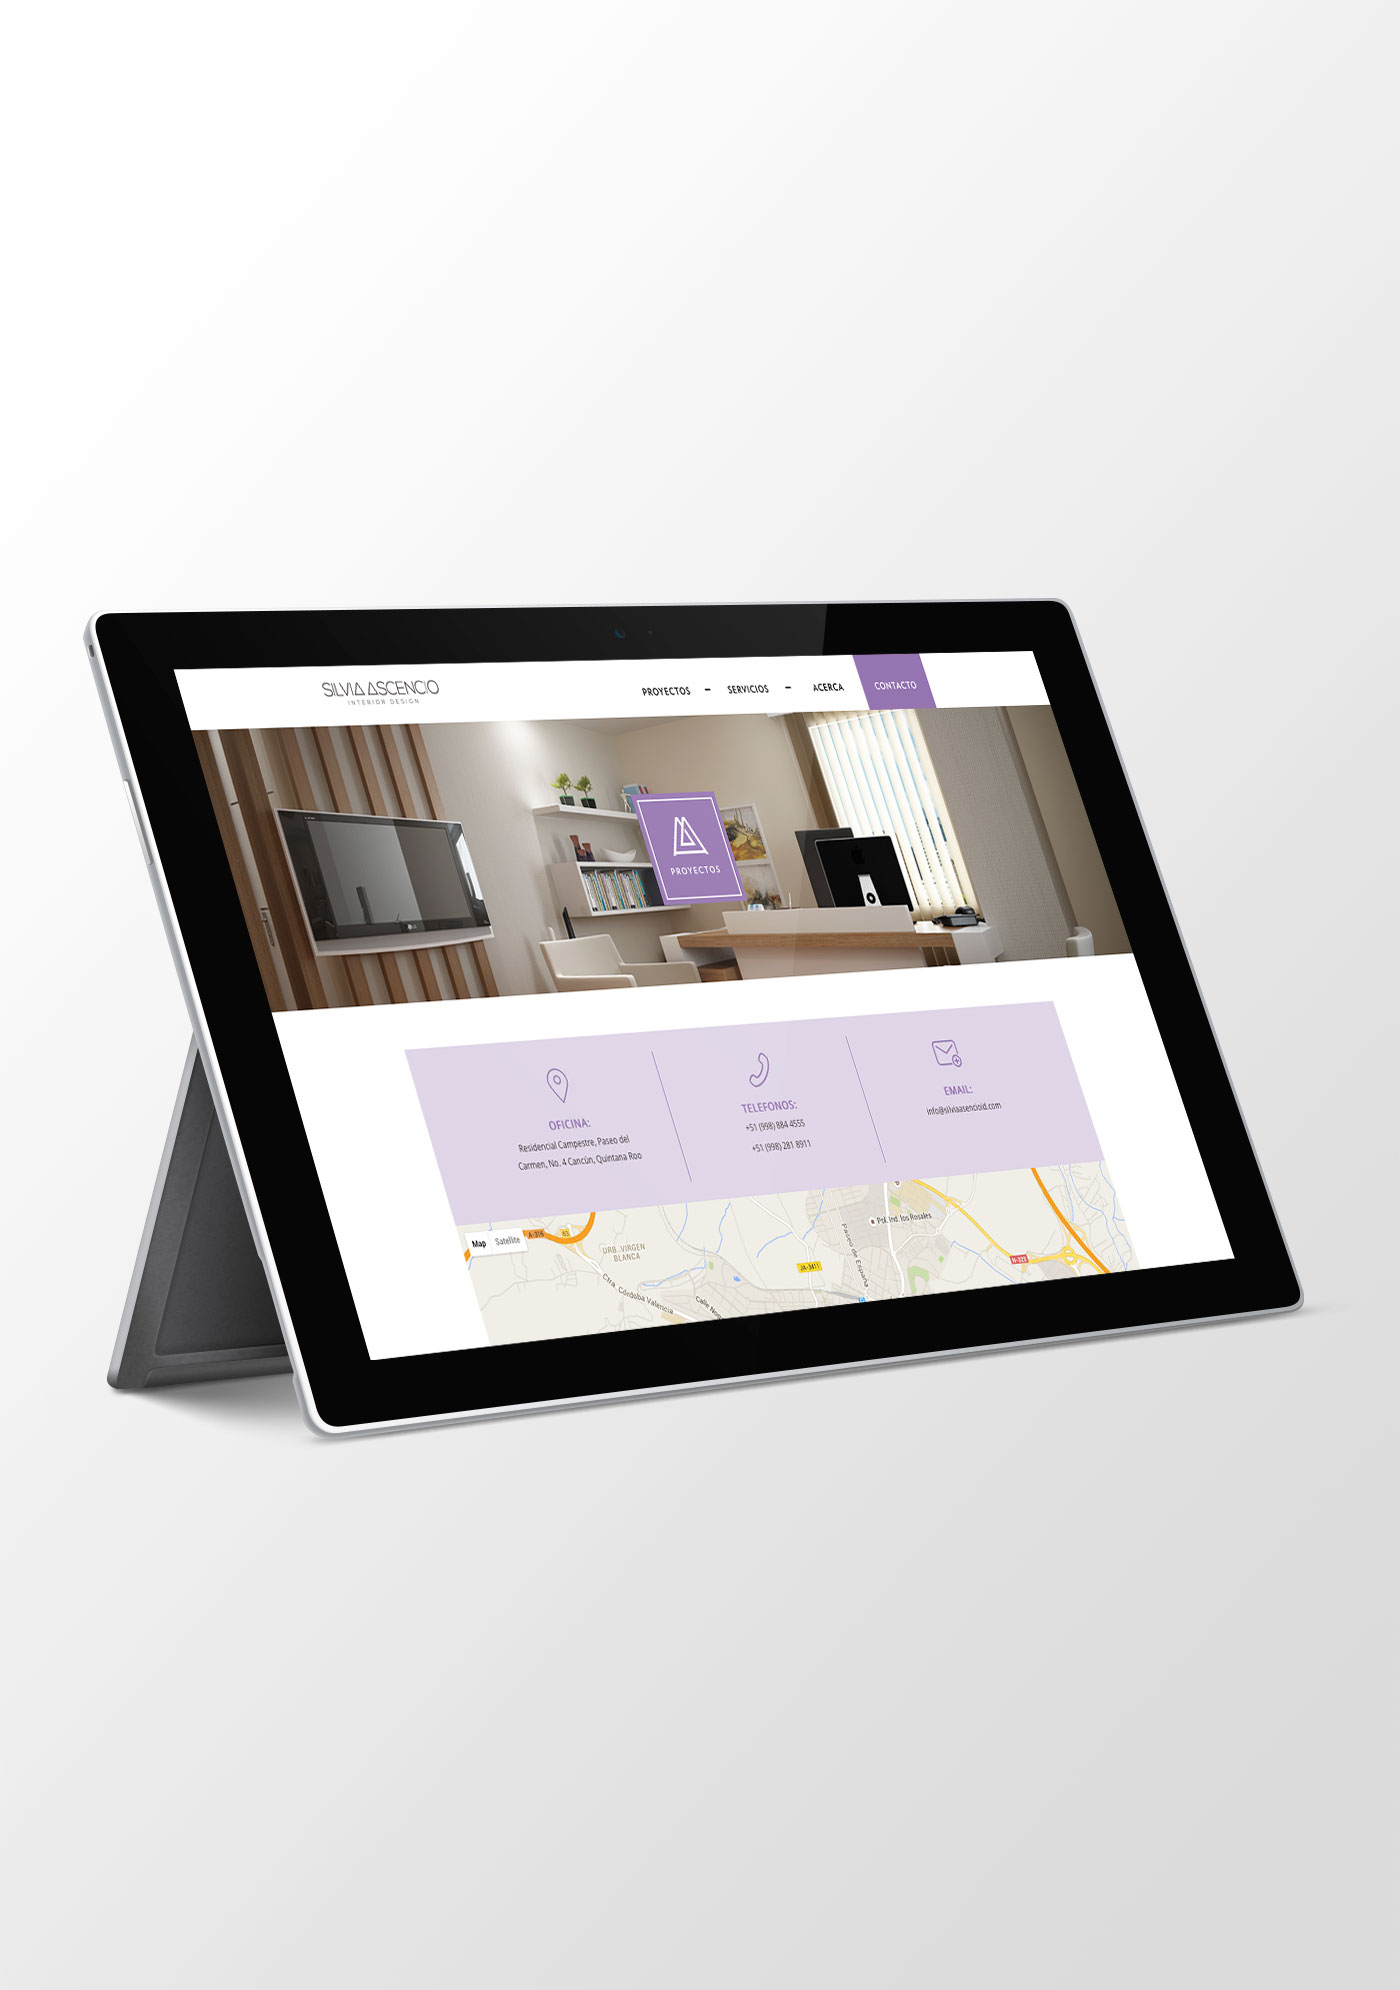 SILVIA ASCENCIO
INTERIOR DESIGN
PROYECTOS – SERVICIOS – ACERCA CONTACTO
PROYECTOS
OFICINA:
Residencial Campestre, Paseo del
Carmen, No. 4 Cancún, Quintana Roo
TELEFONOS:
+51 (998) 884 4555
+51 (998) 281 8911
EMAIL:
info@silviaasencioid.com
Map Satellite
A-316
83
URB. VIRGEN
BLANCA
Ctra. Córdoba Valencia
Calle
JA-3411
Paseo de España
Pol. Ind. los Rosales
N-323
LG